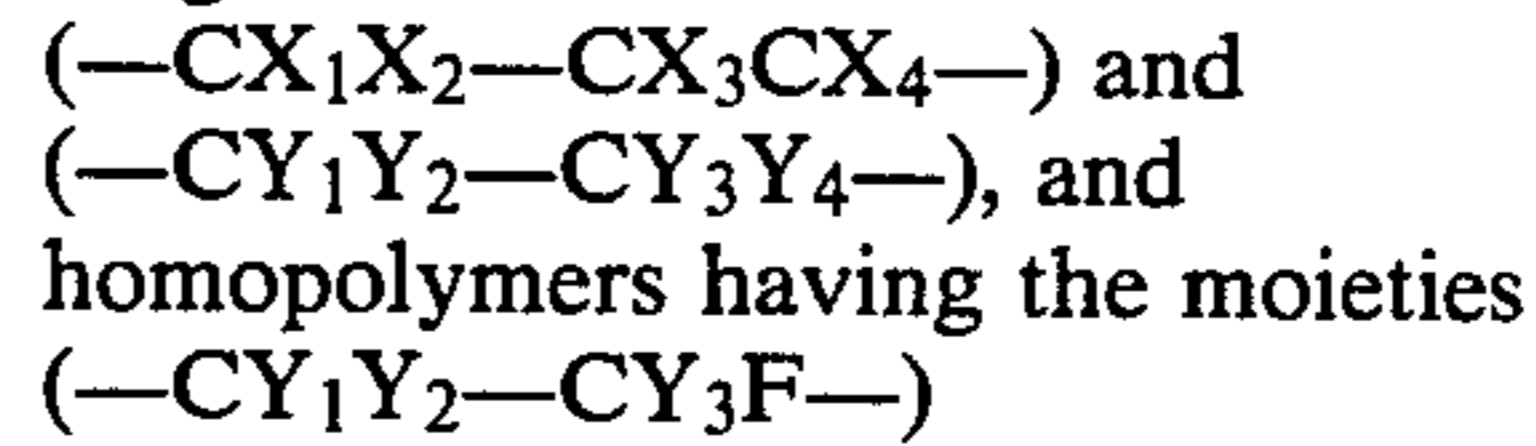 (—CX₁X₂—CX₃CX₄—) and
(—CY₁Y₂—CY₃Y₄—), and
homopolymers having the moieties
(—CY₁Y₂—CY₃F—)